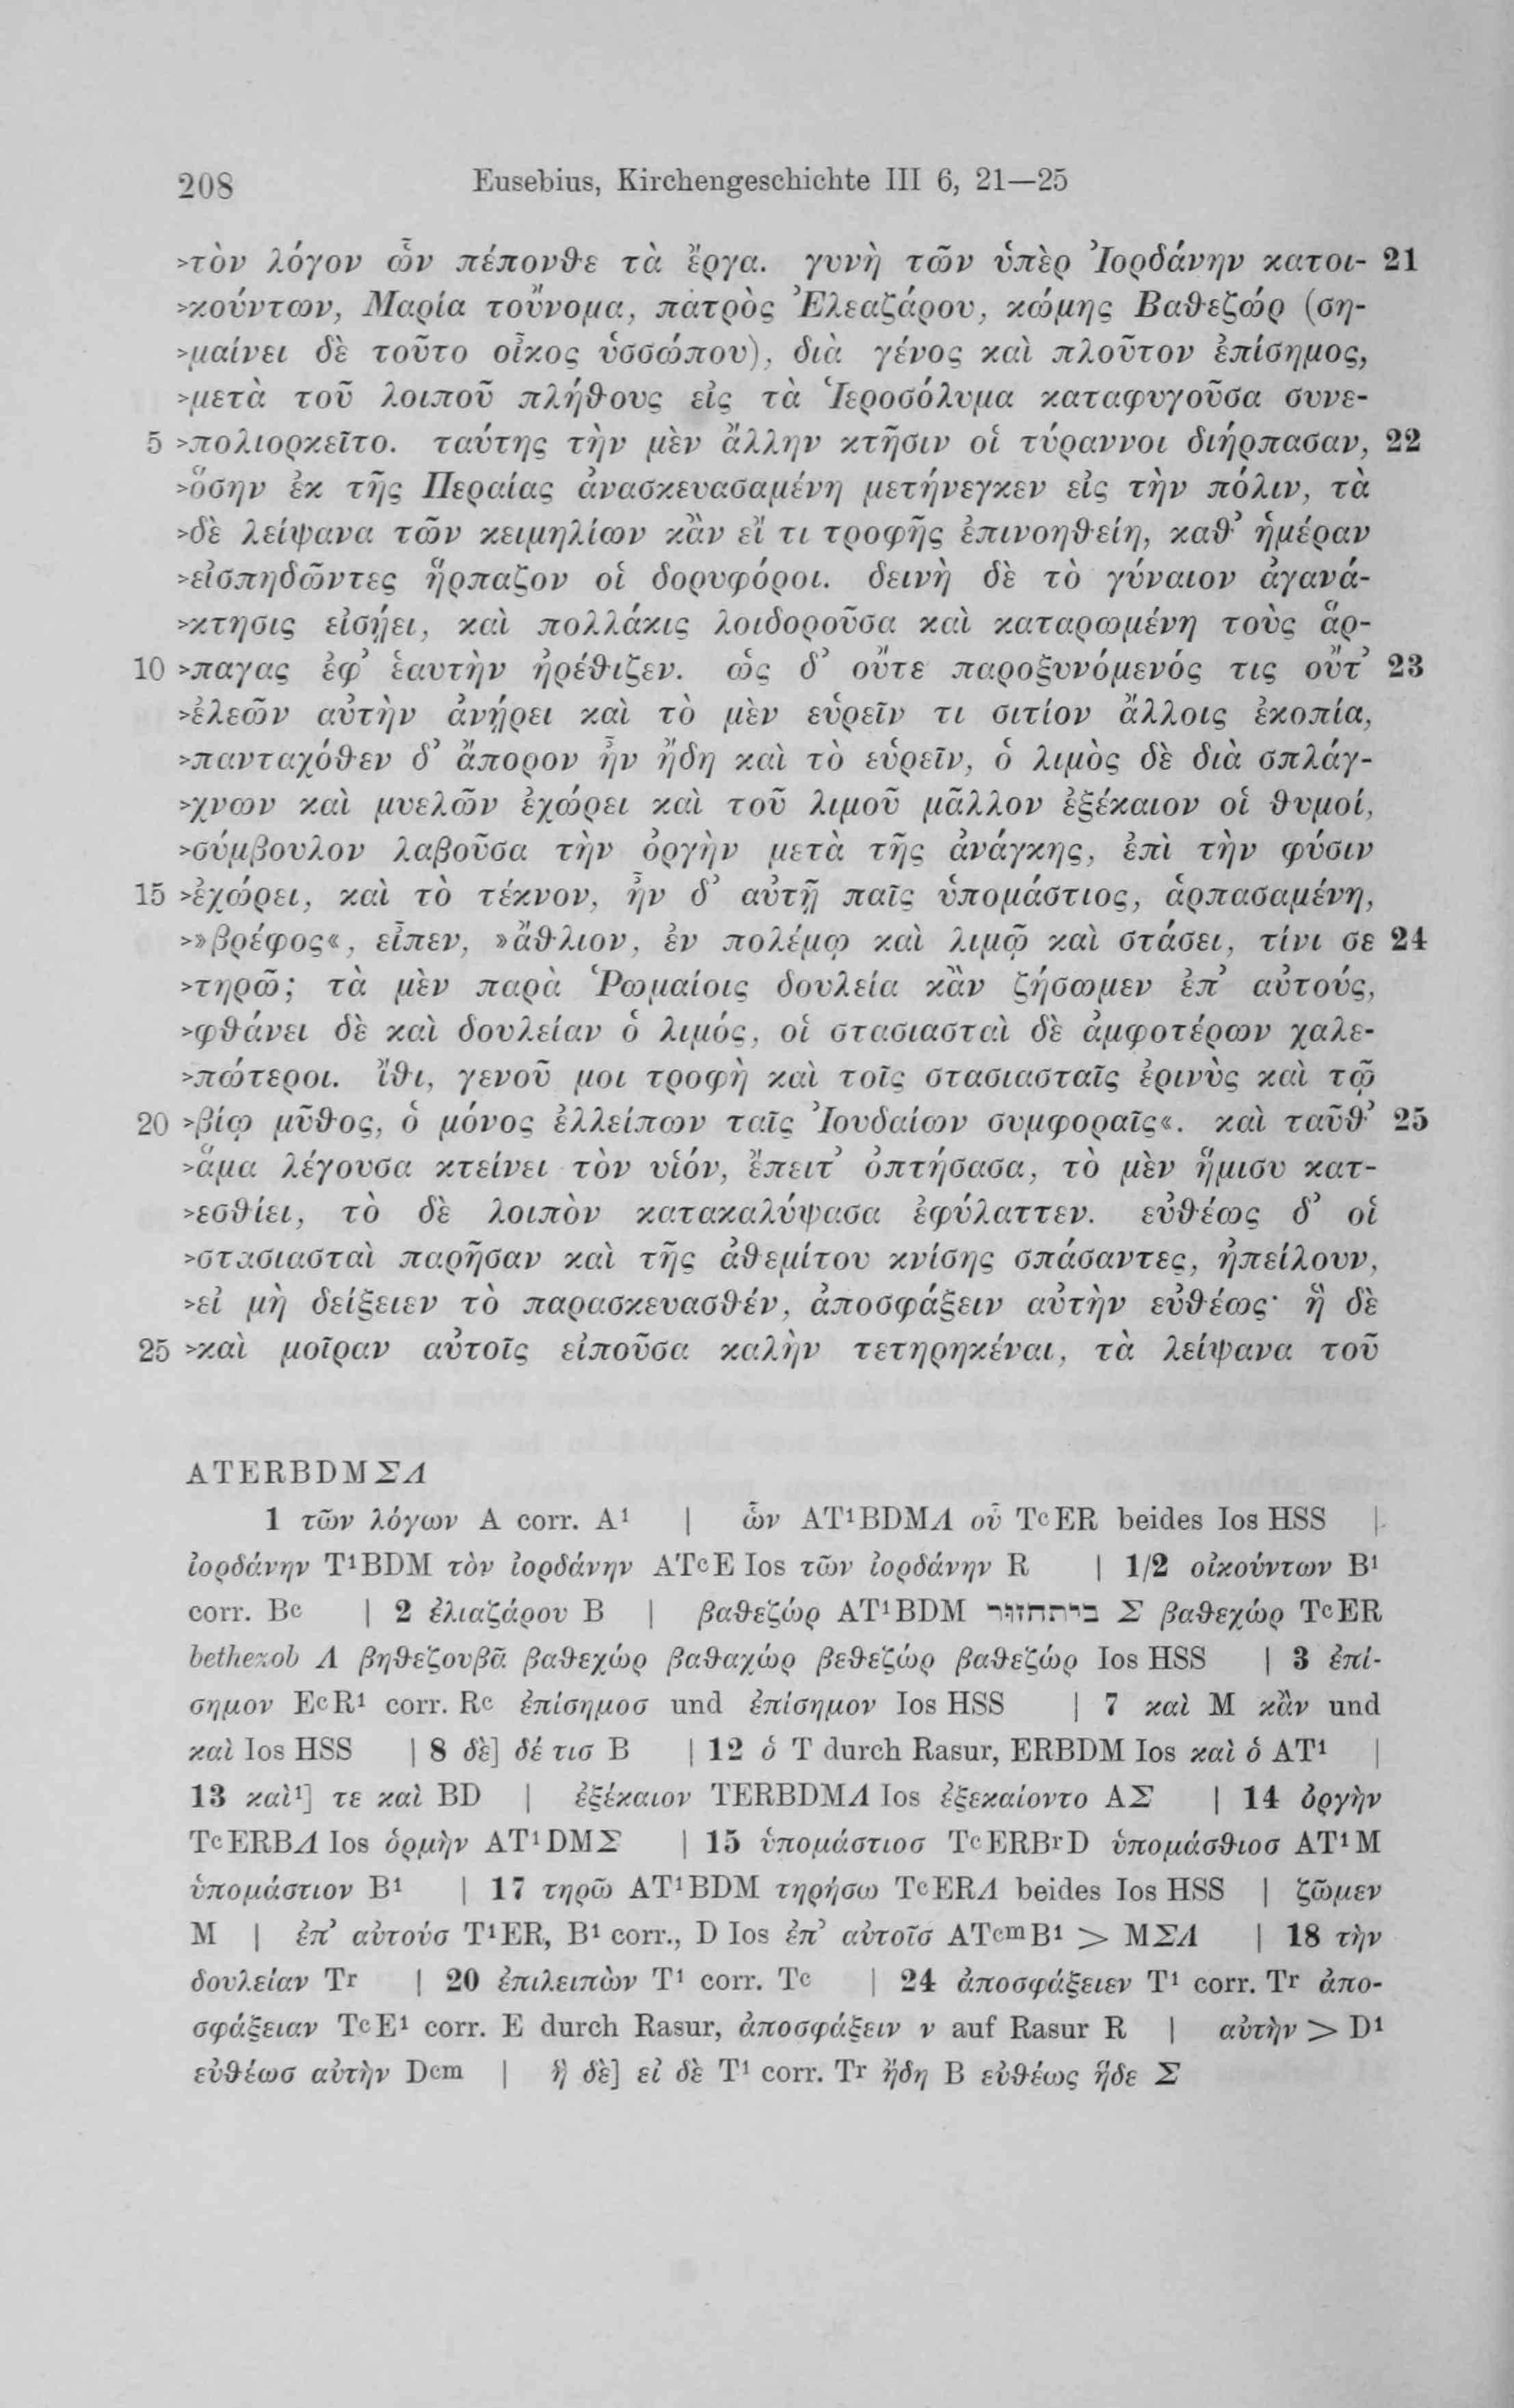 208 Eusebius, Kirchengeschichte III 6, 21—25
>τὸν λόγον ὧν πέπονθε τὰ ἔργα. γυνὴ τῶν ὑπὲρ Ἰορδάνην κατοι- 21
>κούντων, Μαρία τοὔνομα, πατρὸς Ἐλεαζάρου, κώμης Βαθεζώρ (ση-
>μαίνει δὲ τοῦτο οἶκος ὑσσώπου), διὰ γένος καὶ πλοῦτον ἐπίσημος,
>μετὰ τοῦ λοιποῦ πλήθους εἰς τὰ Ἱεροσόλυμα καταφυγοῦσα συνε-
5 >πολιορκεῖτο. ταύτης τὴν μὲν ἄλλην κτῆσιν οἱ τύραννοι διήρπασαν, 22
>ὅσην ἐκ τῆς Περαίας ἀνασκευασαμένη μετήνεγκεν εἰς τὴν πόλιν, τὰ
>δὲ λείψανα τῶν κειμηλίων κἂν εἴ τι τροφῆς ἐπινοηθείη, καθ’ ἡμέραν
>εἰσπηδῶντες ἥρπαζον οἱ δορυφόροι. δεινὴ δὲ τὸ γύναιον ἀγανά-
>κτησις εἰσῄει, καὶ πολλάκις λοιδοροῦσα καὶ καταρωμένη τοὺς ἅρ-
10 >παγας ἐφ’ ἑαυτὴν ἠρέθιζεν. ὡς δ’ οὔτε παροξυνόμενός τις οὔτ’ 23
>ἐλεῶν αὐτὴν ἀνῄρει καὶ τὸ μὲν εὑρεῖν τι σιτίον ἄλλοις ἐκοπία,
>πανταχόθεν δ’ ἄπορον ἦν ἤδη καὶ τὸ εὑρεῖν, ὁ λιμὸς δὲ διὰ σπλάγ-
>χνων καὶ μυελῶν ἐχώρει καὶ τοῦ λιμοῦ μᾶλλον ἐξέκαιον οἱ θυμοί,
>σύμβουλον λαβοῦσα τὴν ὀργὴν μετὰ τῆς ἀνάγκης, ἐπὶ τὴν φύσιν
15 >ἐχώρει, καὶ τὸ τέκνον, ἦν δ’ αὐτῇ παῖς ὑπομάστιος, ἁρπασαμένη,
>»βρέφος«, εἶπεν, »ἄθλιον, ἐν πολέμῳ καὶ λιμῷ καὶ στάσει, τίνι σε 24
>τηρῶ; τὰ μὲν παρὰ Ῥωμαίοις δουλεία κἂν ζήσωμεν ἐπ’ αὐτούς,
>φθάνει δὲ καὶ δουλείαν ὁ λιμός, οἱ στασιασταὶ δὲ ἀμφοτέρων χαλε-
>πώτεροι. ἴθι, γενοῦ μοι τροφὴ καὶ τοῖς στασιασταῖς ἐρινὺς καὶ τῷ
20 >βίῳ μῦθος, ὁ μόνος ἐλλείπων ταῖς Ἰουδαίων συμφοραῖς«. καὶ ταῦθ’ 25
>ἅμα λέγουσα κτείνει τὸν υἱόν, ἔπειτ’ ὀπτήσασα, τὸ μὲν ἥμισυ κατ-
>εσθίει, τὸ δὲ λοιπὸν κατακαλύψασα ἐφύλαττεν. εὐθέως δ’ οἱ
>στασιασταὶ παρῆσαν καὶ τῆς ἀθεμίτου κνίσης σπάσαντες, ἠπείλουν,
>εἰ μὴ δείξειεν τὸ παρασκευασθέν, ἀποσφάξειν αὐτὴν εὐθέως· ἣ δὲ
25 >καὶ μοῖραν αὐτοῖς εἰποῦσα καλὴν τετηρηκέναι, τὰ λείψανα τοῦ
ATERBDMΣΛ
1 τῶν λόγων A corr. A¹ | ὧν AT¹BDMΛ οὗ TᶜER beides Ios HSS |
ἰορδάνην T¹BDM τὸν ἰορδάνην ATᶜE Ios τῶν ἰορδάνην R | 1/2 οἰκούντων B¹
corr. Bᶜ | 2 ἐλιαζάρου B | βαθεζὼρ AT¹BDM ביתחזור Σ βαθεχὼρ TᶜER
bethezob Λ βηθεζουβᾶ βαθεχὼρ βαθαχὼρ βεθεζὼρ βαθεζὼρ Ios HSS | 3 ἐπί-
σημον EᶜR¹ corr. Rᶜ ἐπίσημοσ und ἐπίσημον Ios HSS | 7 καὶ M κἂν und
καὶ Ios HSS | 8 δὲ] δέ τισ B | 12 ὁ T durch Rasur, ERBDM Ios καὶ ὁ AT¹ |
13 καὶ¹] τε καὶ BD | ἐξέκαιον TERBDMΛ Ios ἐξεκαίοντο AΣ | 14 ὀργὴν
TᶜERBΛ Ios ὁρμὴν AT¹DMΣ | 15 ὑπομάστιοσ TᶜERBʳD ὑπομάσθιοσ AT¹M
ὑπομάστιον B¹ | 17 τηρῶ AT¹BDM τηρήσω TᶜERΛ beides Ios HSS | ζῶμεν
M | ἐπ’ αὐτούσ T¹ER, B¹ corr., D Ios ἐπ’ αὐτοῖσ ATᶜᵐB¹ > MΣΛ | 18 τὴν
δουλείαν Tʳ | 20 ἐπιλειπὼν T¹ corr. Tᶜ | 24 ἀποσφάξειεν T¹ corr. Tʳ ἀπο-
σφάξειαν TᶜE¹ corr. E durch Rasur, ἀποσφάξειν ν auf Rasur R | αὐτὴν > D¹
εὐθέωσ αὐτὴν Dᶜᵐ | ἣ δὲ] εἰ δὲ T¹ corr. Tʳ ἤδη B εὐθέως ἥδε Σ